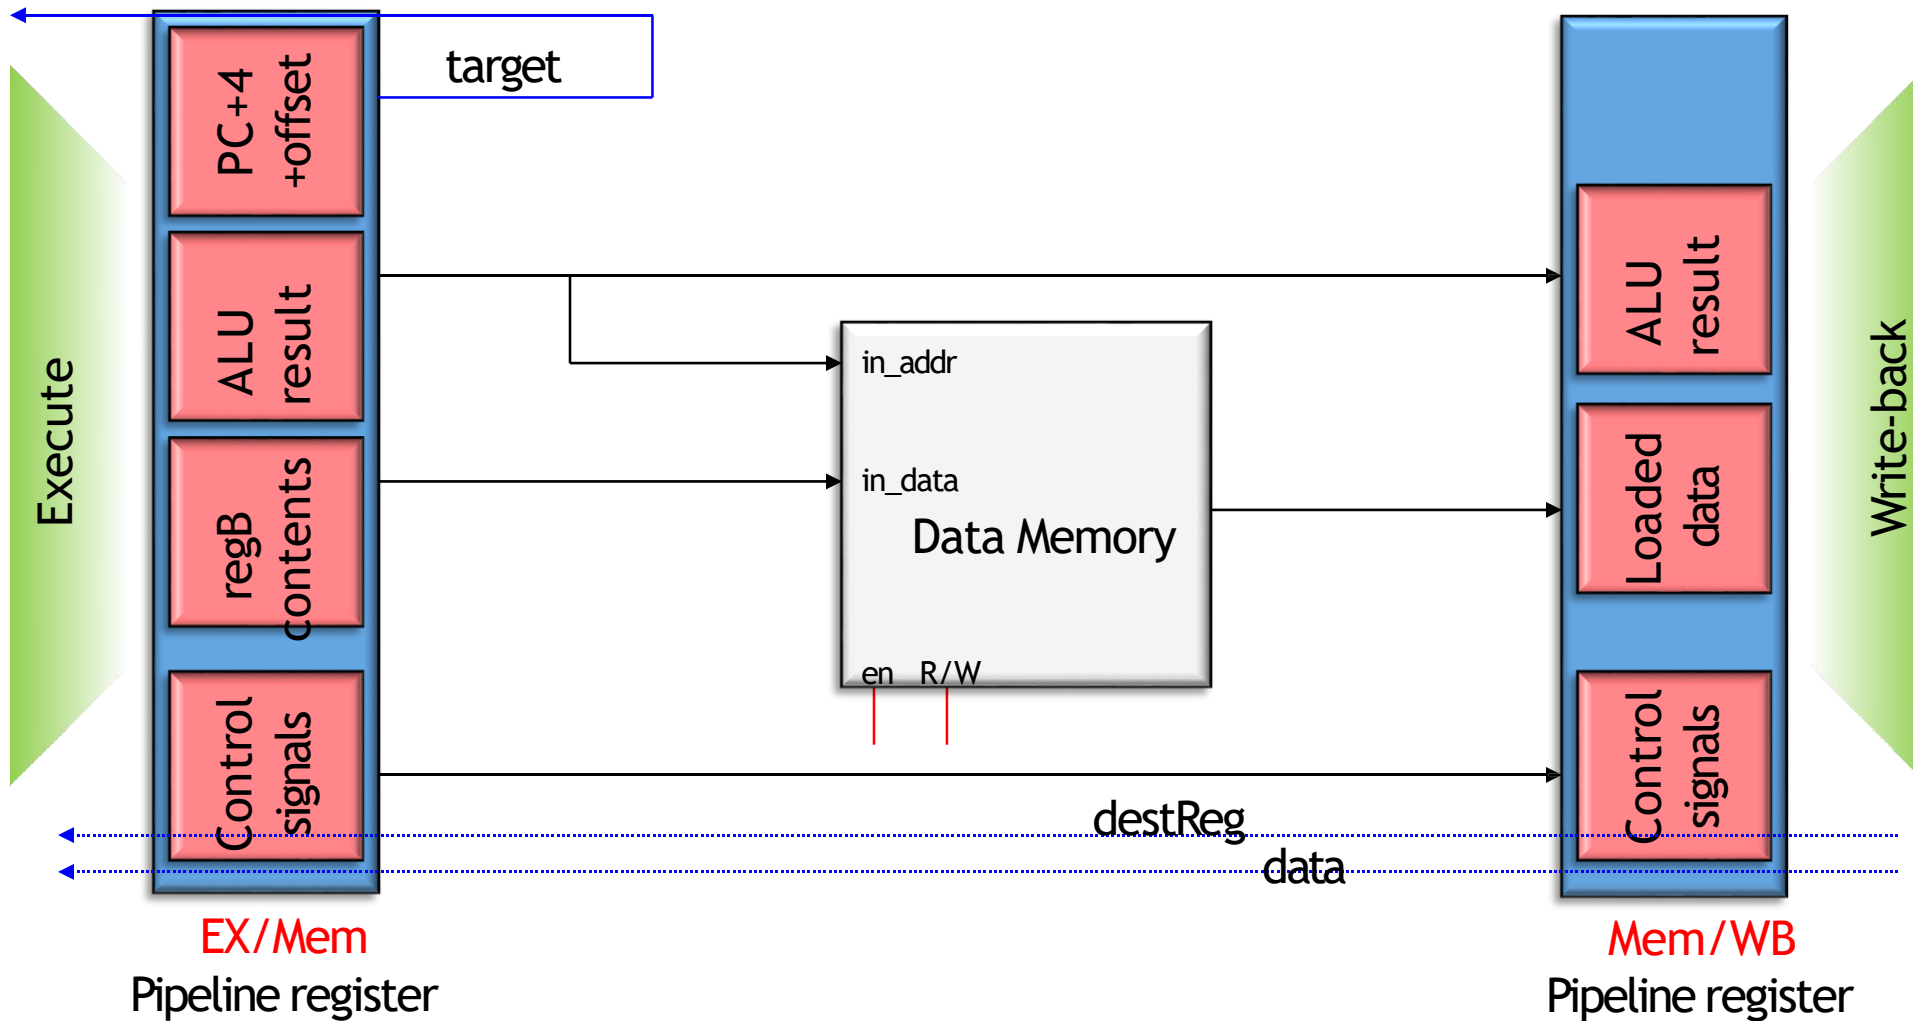 target
PC+4
+offset
ALU
result
regB
contents
Control
signals
Execute
in_addr
in_data
Data Memory
en R/W
ALU
result
Loaded
data
Control
signals
Write-back
destReg
data
EX/Mem
Pipeline register
Mem/WB
Pipeline register